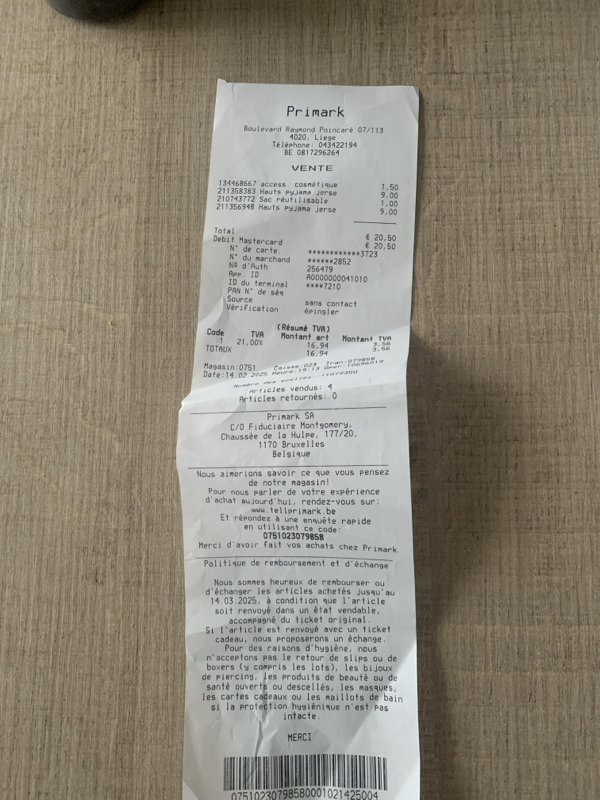 Primark
Boulevard Raymond Poincaré 07/113
4020, Liege
Téléphone: 043422194
BE 0817296264
VENTE
134468667 access. cosmétique 1,50
211358383 Hauts pyjama jerse 9,00
210743772 Sac réutilisable 1,00
211356948 Hauts pyjama jerse 9,00
Total € 20,50
Debit Mastercard € 20,50
N° de carte. ************3723
N° du marchand ******2852
Nº d'Auth 256479
App. ID A0000000041010
ID du terminal ****7210
PAN N° de séq
Source sans contact
Vérification épingler
(Résumé TVA)
Code TVA Montant art Montant TVA
1 21,00% 16,94 3,56
TOTAUX 16,94 3,56
Magasin:0751 Caisse:023 Tran:079858
Date:14.02.2025 Heure:15:13 Oper:10696019
Articles vendus: 4
Articles retournés: 0
Primark SA
C/O Fiduciaire Montgomery,
Chaussée de la Hulpe, 177/20,
1170 Bruxelles
Belgique
Nous aimerions savoir ce que vous pensez
de notre magasin!
Pour nous parler de votre expérience
d'achat aujourd'hui, rendez-vous sur:
www.tellprimark.be
Et répondez à une enquête rapide
en utilisant ce code:
0751023079858
Merci d'avoir fait vos achats chez Primark
Politique de remboursement et d'échange
Nous sommes heureux de rembourser ou
d'échanger les articles achetés jusqu'au
14.03 2025, à condition que l'article
soit renvoyé dans un état vendable,
accompagné du ticket original.
Si l'article est renvoyé avec un ticket
cadeau, nous proposerons un échange.
Pour des raisons d'hygiène, nous
n'acceptons pas le retour de slips ou de
boxers (y compris les lots), les bijoux
de piercing, les produits de beauté ou de
santé ouverts ou descellés, les masques,
les cartes cadeaux ou les maillots de bain
si la protection hygiénique n'est pas
intacte.
MERCI
07510230798580001021425004